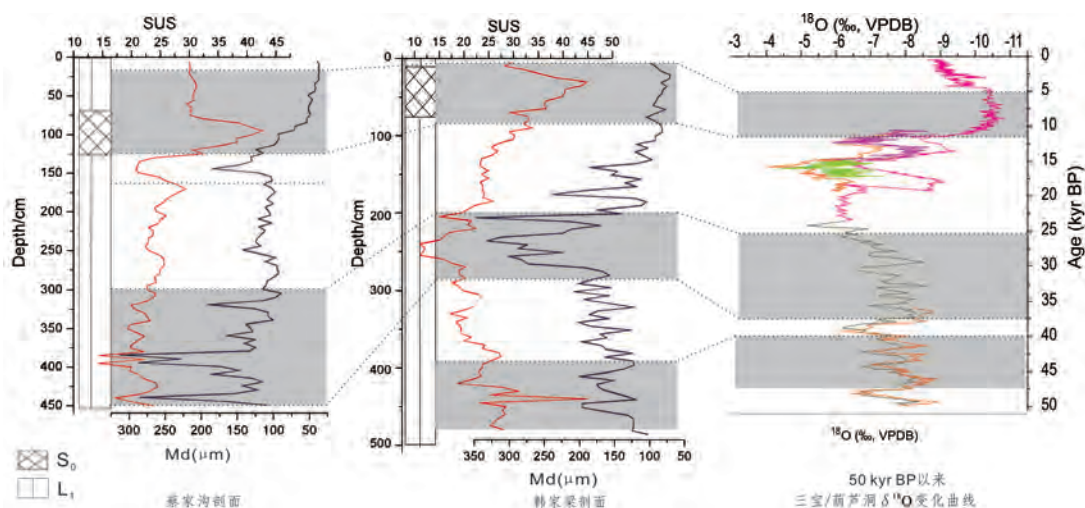 SUS
10 15 20 25 30 35 40 45
0
50
100
150
200
250
300
350
400
450
Depth/cm
300 250 200 150 100 50
Md(μm)
蔡家沟剖面
S₀
L₁
SUS
10 15 20 25 30 35 40 45 50
0
100
200
300
400
500
Depth/cm
350 300 250 200 150 100 50
Md(μm)
韩家梁剖面
¹⁸O (‰, VPDB)
-3 -4 -5 -6 -7 -8 -9 -10 -11
0
5
10
15
20
25
30
35
40
45
50
Age (kyr BP)
¹⁸O (‰, VPDB)
50 kyr BP以来
三宝/葫芦洞δ¹⁸O变化曲线